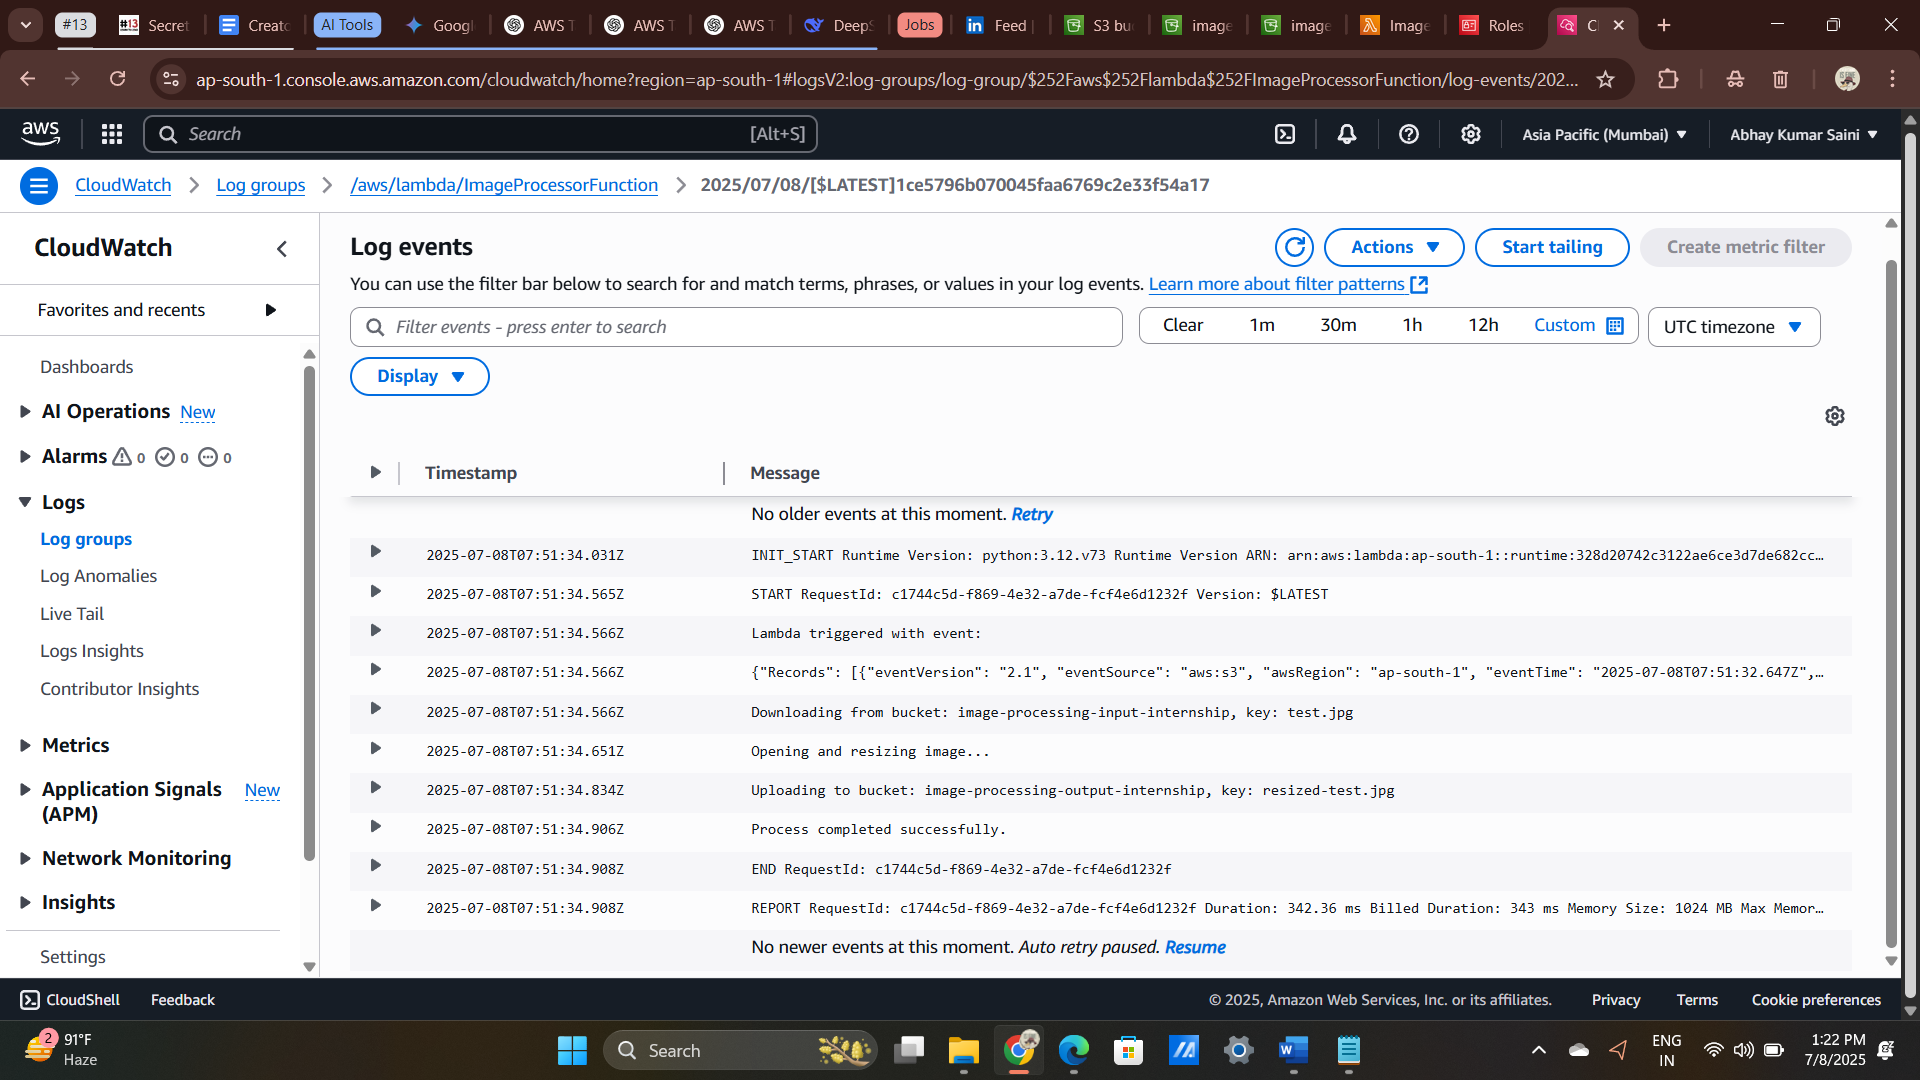 #13
Secret
Creato
AI Tools
Googl
AWS T
AWS T
AWS T
DeepS
Jobs
Feed
S3 bu
image
image
Image
Roles
Cl
ap-south-1.console.aws.amazon.com/cloudwatch/home?region=ap-south-1#logsV2:log-groups/log-group/$252Faws$252Flambda$252FImageProcessorFunction/log-events/202...
aws
Search
[Alt+S]
Asia Pacific (Mumbai)
Abhay Kumar Saini
CloudWatch
Log groups
/aws/lambda/ImageProcessorFunction
2025/07/08/[$LATEST]1ce5796b070045faa6769c2e33f54a17
CloudWatch
Favorites and recents
Dashboards
AI Operations New
Alarms 0 0 0
Logs
Log groups
Log Anomalies
Live Tail
Logs Insights
Contributor Insights
Metrics
Application Signals (APM) New
Network Monitoring
Insights
Settings
Log events
Actions
Start tailing
Create metric filter
You can use the filter bar below to search for and match terms, phrases, or values in your log events. Learn more about filter patterns
Filter events - press enter to search
Clear 1m 30m 1h 12h Custom
UTC timezone
Display
Timestamp Message
No older events at this moment. Retry
2025-07-08T07:51:34.031Z INIT_START Runtime Version: python:3.12.v73 Runtime Version ARN: arn:aws:lambda:ap-south-1::runtime:328d20742c3122ae6ce3d7de682cc…
2025-07-08T07:51:34.565Z START RequestId: c1744c5d-f869-4e32-a7de-fcf4e6d1232f Version: $LATEST
2025-07-08T07:51:34.566Z Lambda triggered with event:
2025-07-08T07:51:34.566Z {"Records": [{"eventVersion": "2.1", "eventSource": "aws:s3", "awsRegion": "ap-south-1", "eventTime": "2025-07-08T07:51:32.647Z",…
2025-07-08T07:51:34.566Z Downloading from bucket: image-processing-input-internship, key: test.jpg
2025-07-08T07:51:34.651Z Opening and resizing image...
2025-07-08T07:51:34.834Z Uploading to bucket: image-processing-output-internship, key: resized-test.jpg
2025-07-08T07:51:34.906Z Process completed successfully.
2025-07-08T07:51:34.908Z END RequestId: c1744c5d-f869-4e32-a7de-fcf4e6d1232f
2025-07-08T07:51:34.908Z REPORT RequestId: c1744c5d-f869-4e32-a7de-fcf4e6d1232f Duration: 342.36 ms Billed Duration: 343 ms Memory Size: 1024 MB Max Memor…
No newer events at this moment. Auto retry paused. Resume
CloudShell
Feedback
© 2025, Amazon Web Services, Inc. or its affiliates.
Privacy
Terms
Cookie preferences
2
91°F
Haze
Search
ENG
IN
1:22 PM
7/8/2025